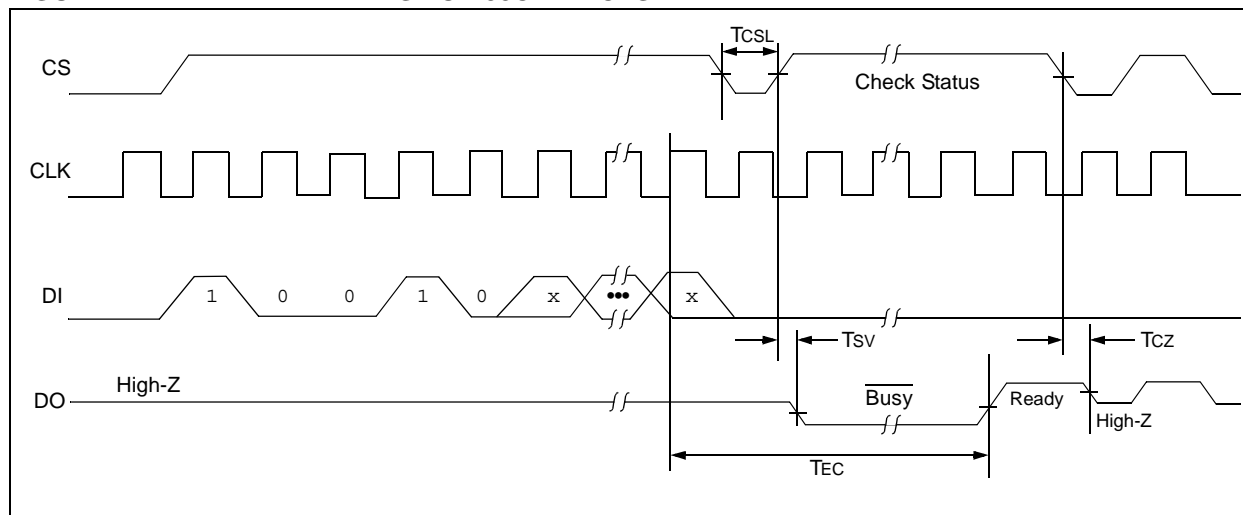 TCSL
CS
Check Status
CLK
DI
1 0 0 1 0 x ••• x
TSV
TCZ
High-Z
DO
Busy
Ready
High-Z
TEC